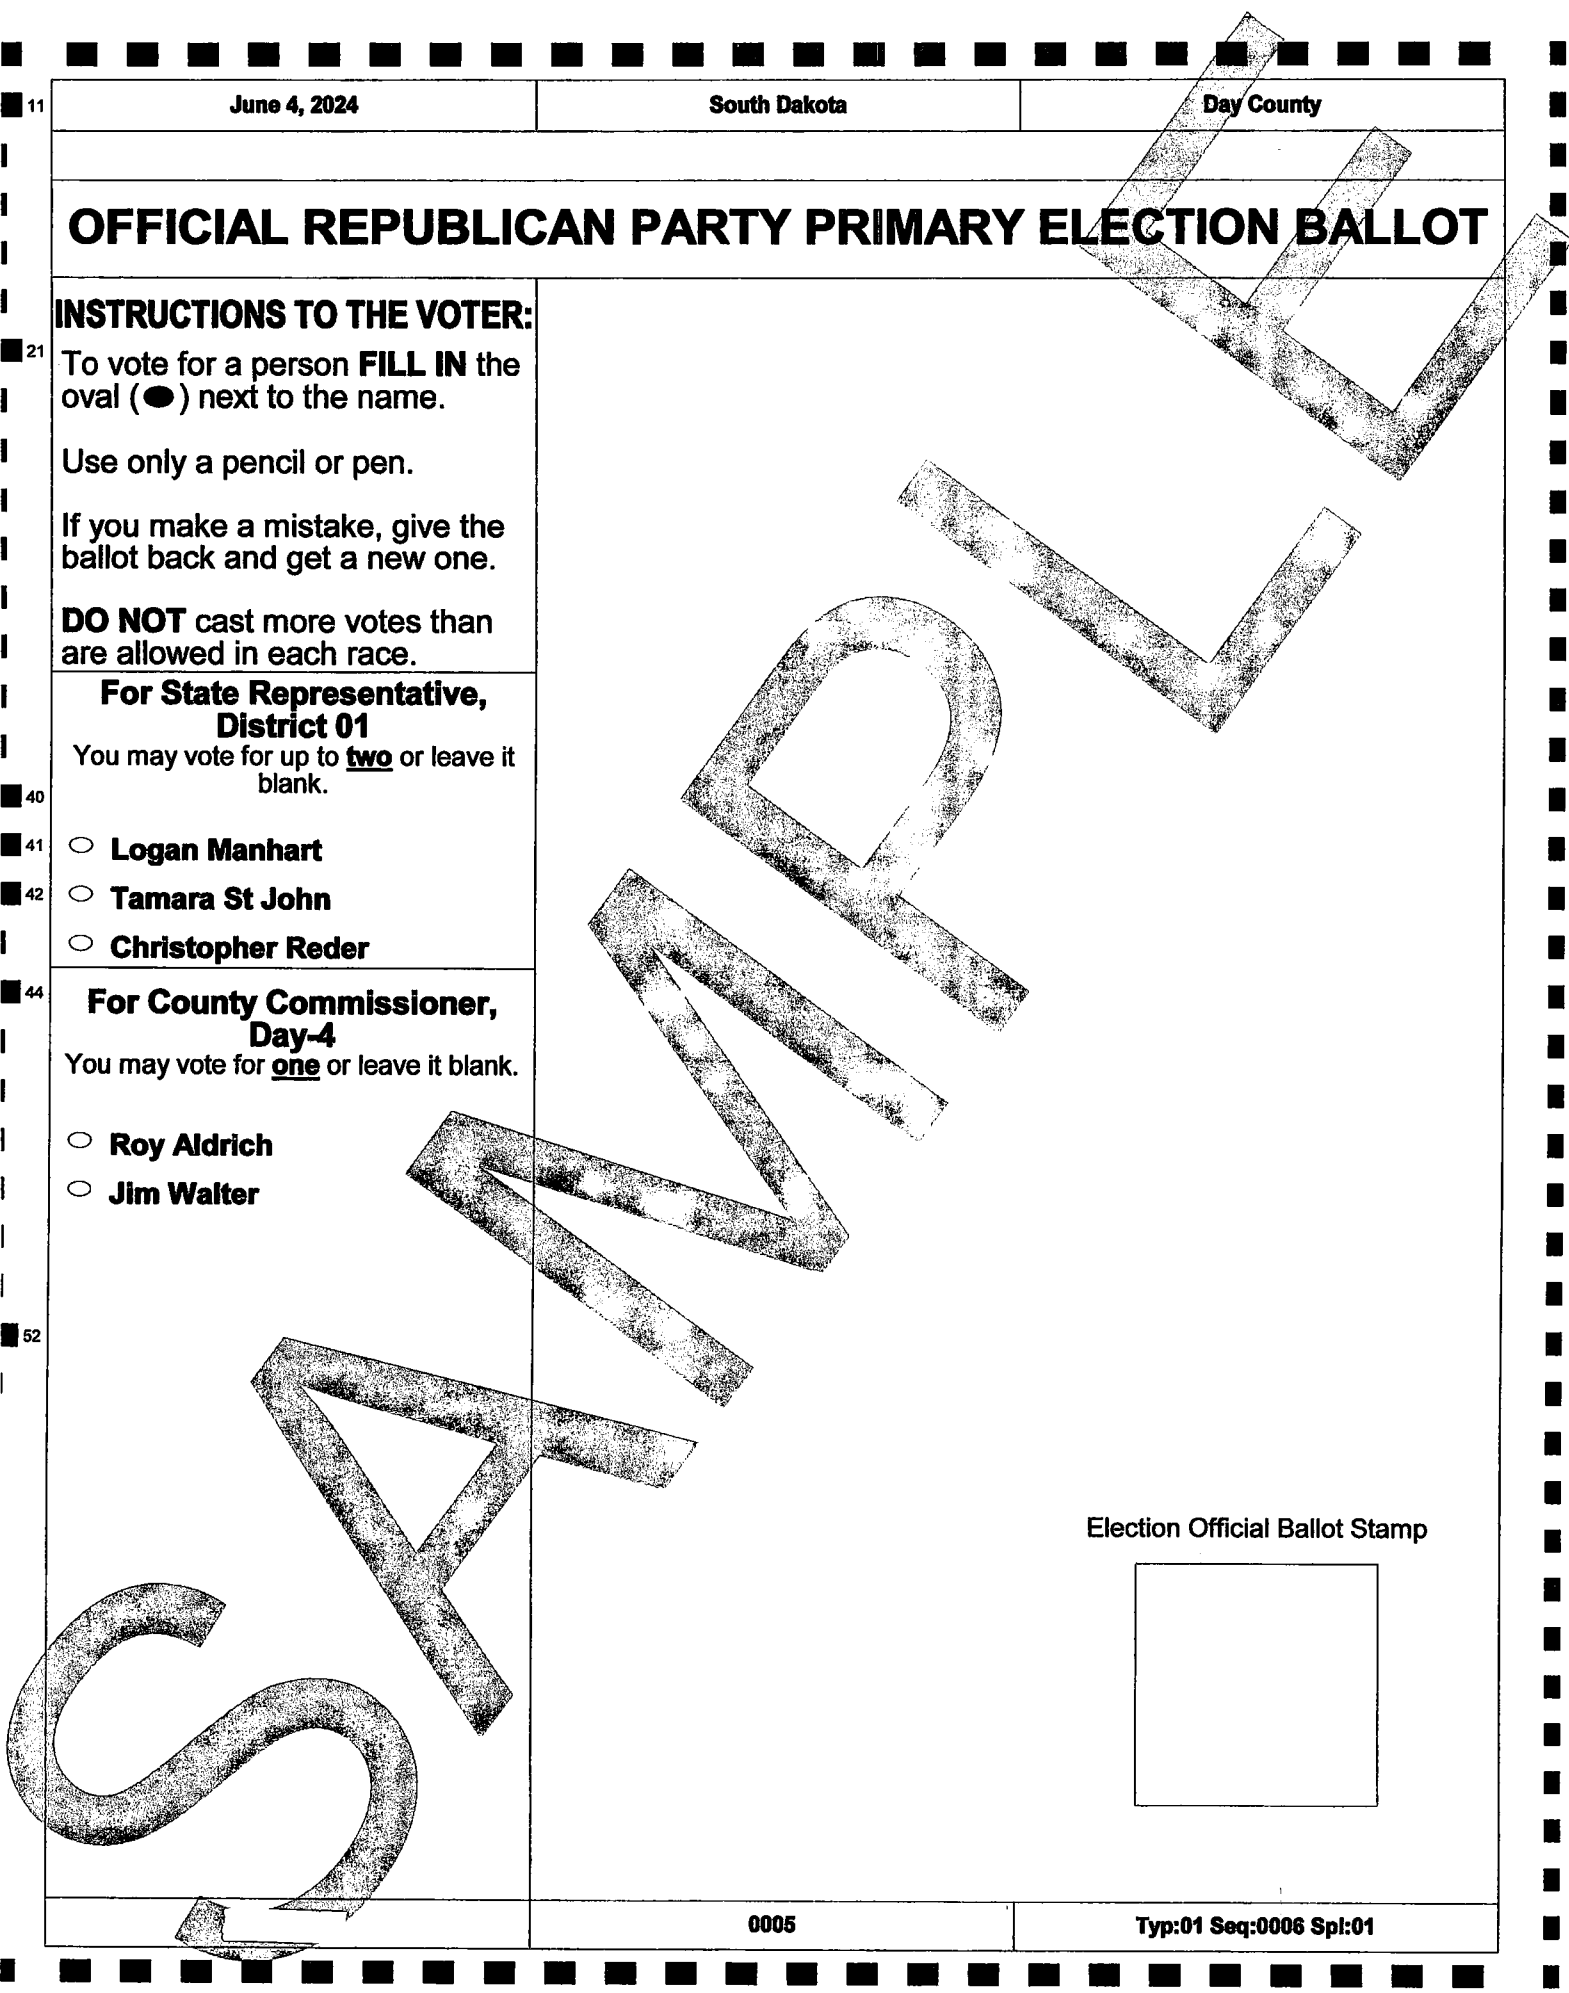 June 4, 2024
South Dakota
Day County
OFFICIAL REPUBLICAN PARTY PRIMARY ELECTION BALLOT
INSTRUCTIONS TO THE VOTER:
To vote for a person FILL IN the
oval ( ) next to the name.
Use only a pencil or pen.
If you make a mistake, give the
ballot back and get a new one.
DO NOT cast more votes than
are allowed in each race.
For State Representative,
District 01
You may vote for up to two or leave it
blank.
Logan Manhart
Tamara St John
Christopher Reder
For County Commissioner,
Day-4
You may vote for one or leave it blank.
Roy Aldrich
Jim Walter
11
21
40
41
42
44
52
SAMPLE
Election Official Ballot Stamp
0005
Typ:01 Seq:0006 Spl:01